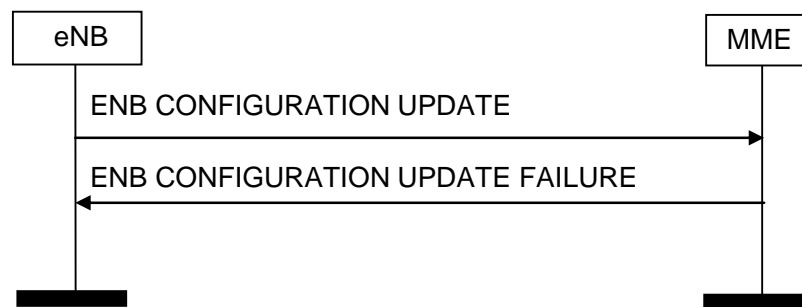 eNB
MME
ENB CONFIGURATION UPDATE
ENB CONFIGURATION UPDATE FAILURE